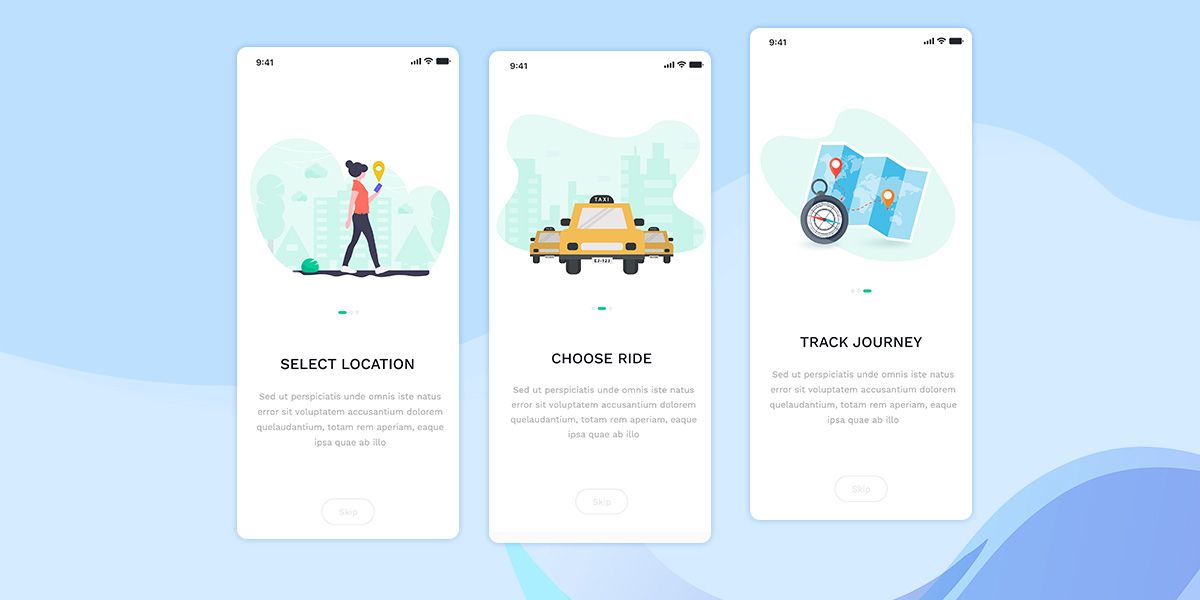 9:41
SELECT LOCATION
Sed ut perspiciatis unde omnis iste natus
error sit voluptatem accusantium dolorem
quelaudantium, totam rem aperiam, eaque
ipsa quae ab illo
Skip
9:41
TAXI
EJ-123
CHOOSE RIDE
Sed ut perspiciatis unde omnis iste natus
error sit voluptatem accusantium dolorem
quelaudantium, totam rem aperiam, eaque
ipsa quae ab illo
Skip
9:41
TRACK JOURNEY
Sed ut perspiciatis unde omnis iste natus
error sit voluptatem accusantium dolorem
quelaudantium, totam rem aperiam, eaque
ipsa quae ab illo
Skip